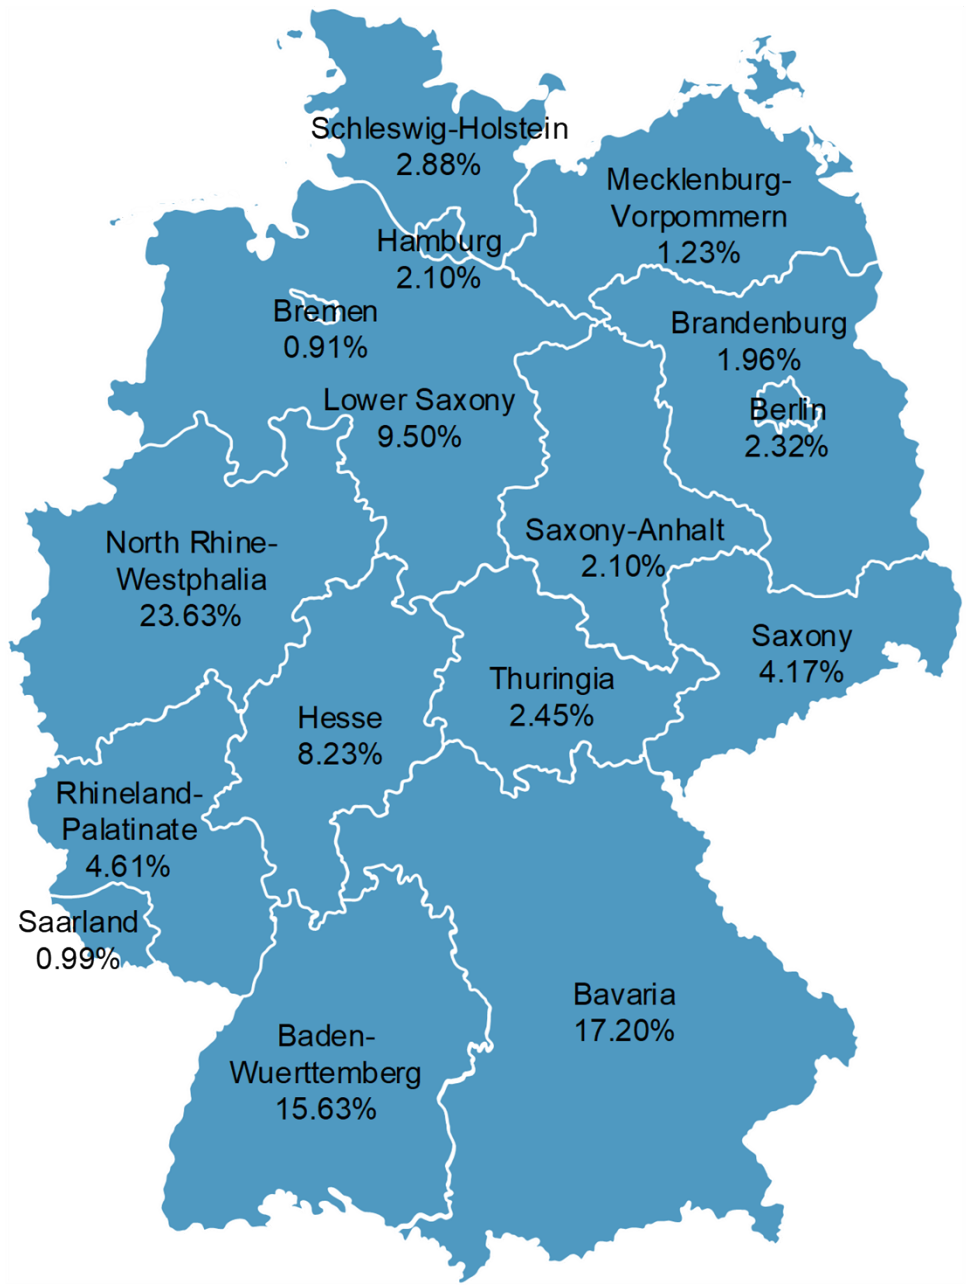 Schleswig-Holstein
2.88%
Mecklenburg-
Vorpommern
1.23%
Hamburg
2.10%
Bremen
0.91%
Brandenburg
1.96%
Berlin
2.32%
Lower Saxony
9.50%
North Rhine-
Westphalia
23.63%
Saxony-Anhalt
2.10%
Saxony
4.17%
Thuringia
2.45%
Hesse
8.23%
Rhineland-
Palatinate
4.61%
Saarland
0.99%
Bavaria
17.20%
Baden-
Wuerttemberg
15.63%